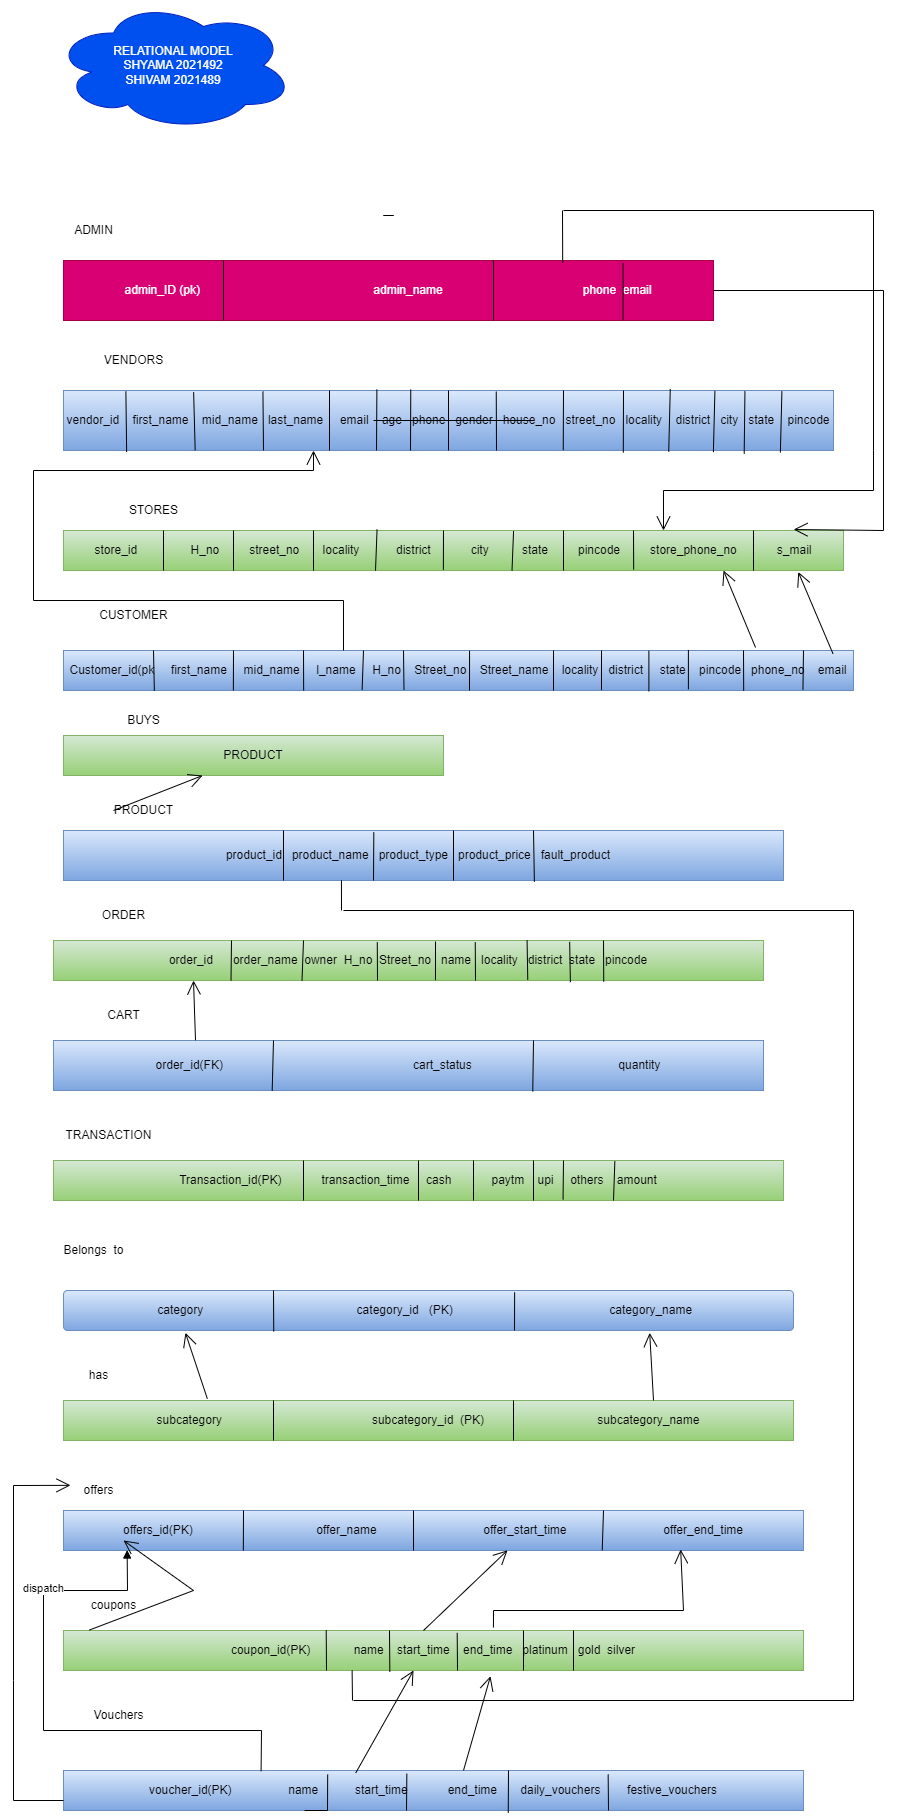 RELATIONAL MODEL
SHYAMA 2021492
SHIVAM 2021489
ADMIN
admin_ID (pk) admin_name phone email
VENDORS
vendor_id first_name mid_name last_name email age phone gender house_no street_no locality district city state pincode
STORES
store_id H_no street_no locality district city state pincode store_phone_no s_mail
CUSTOMER
Customer_id(pk first_name mid_name l_name H_no Street_no Street_name locality district state pincode phone_no email
BUYS
PRODUCT
PRODUCT
product_id product_name product_type product_price fault_product
ORDER
order_id order_name owner H_no Street_no name locality district state pincode
CART
order_id(FK) cart_status quantity
TRANSACTION
Transaction_id(PK) transaction_time cash paytm upi others amount
Belongs to
category category_id (PK) category_name
has
subcategory subcategory_id (PK) subcategory_name
offers
offers_id(PK) offer_name offer_start_time offer_end_time
dispatch
coupons
coupon_id(PK) name start_time end_time platinum gold silver
Vouchers
voucher_id(PK) name start_time end_time daily_vouchers festive_vouchers